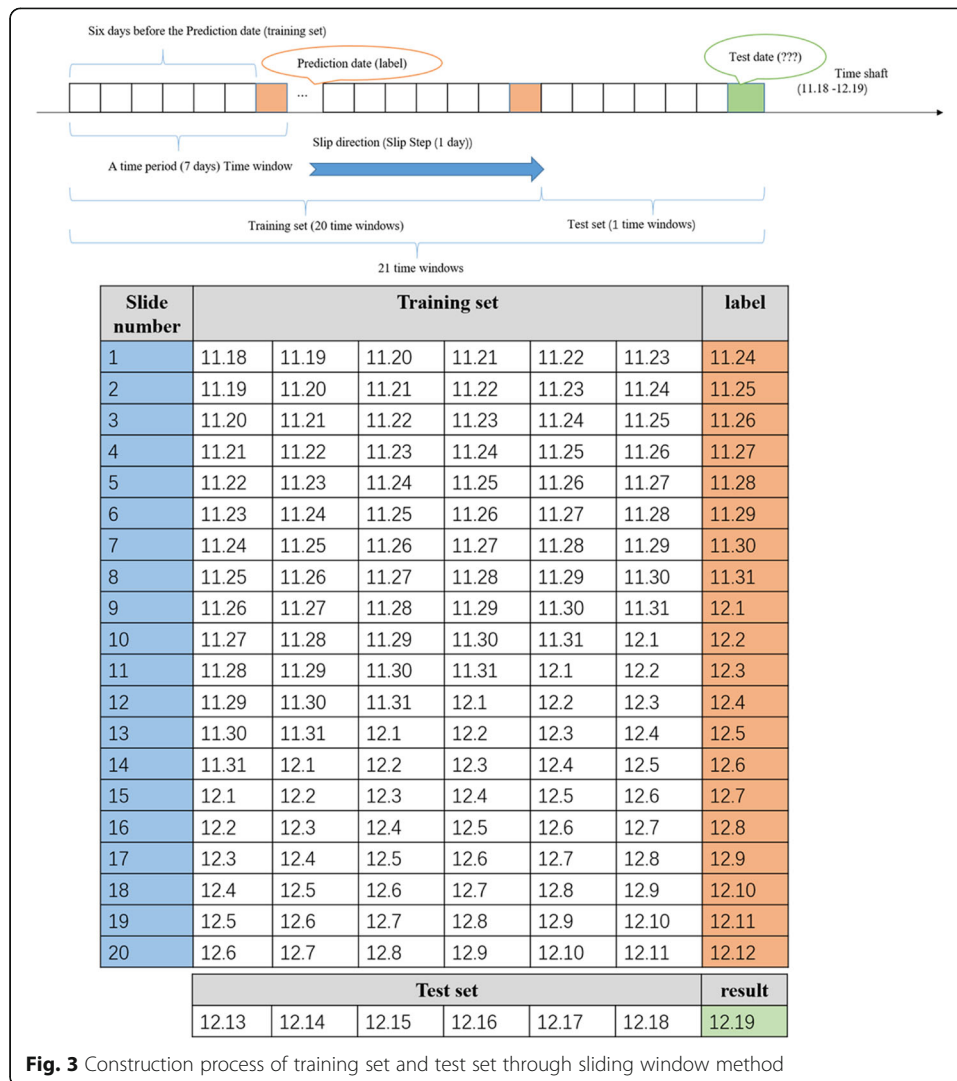 Six days before the Prediction date (training set)
Prediction date (label)
Test date (???)
Time shaft
(11.18 -12.19)
...
Slip direction (Slip Step (1 day))
A time period (7 days) Time window
Training set (20 time windows)
Test set (1 time windows)
21 time windows
Slide number Training set label
1 11.18 11.19 11.20 11.21 11.22 11.23 11.24
2 11.19 11.20 11.21 11.22 11.23 11.24 11.25
3 11.20 11.21 11.22 11.23 11.24 11.25 11.26
4 11.21 11.22 11.23 11.24 11.25 11.26 11.27
5 11.22 11.23 11.24 11.25 11.26 11.27 11.28
6 11.23 11.24 11.25 11.26 11.27 11.28 11.29
7 11.24 11.25 11.26 11.27 11.28 11.29 11.30
8 11.25 11.26 11.27 11.28 11.29 11.30 11.31
9 11.26 11.27 11.28 11.29 11.30 11.31 12.1
10 11.27 11.28 11.29 11.30 11.31 12.1 12.2
11 11.28 11.29 11.30 11.31 12.1 12.2 12.3
12 11.29 11.30 11.31 12.1 12.2 12.3 12.4
13 11.30 11.31 12.1 12.2 12.3 12.4 12.5
14 11.31 12.1 12.2 12.3 12.4 12.5 12.6
15 12.1 12.2 12.3 12.4 12.5 12.6 12.7
16 12.2 12.3 12.4 12.5 12.6 12.7 12.8
17 12.3 12.4 12.5 12.6 12.7 12.8 12.9
18 12.4 12.5 12.6 12.7 12.8 12.9 12.10
19 12.5 12.6 12.7 12.8 12.9 12.10 12.11
20 12.6 12.7 12.8 12.9 12.10 12.11 12.12
Test set result
12.13 12.14 12.15 12.16 12.17 12.18 12.19
Fig. 3 Construction process of training set and test set through sliding window method